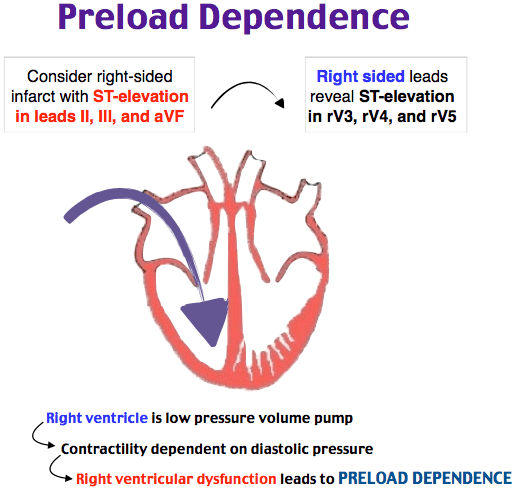 Preload Dependence
Consider right-sided
infarct with ST-elevation
in leads II, III, and aVF
Right sided leads
reveal ST-elevation
in rV3, rV4, and rV5
Right ventricle is low pressure volume pump
Contractility dependent on diastolic pressure
Right ventricular dysfunction leads to PRELOAD DEPENDENCE